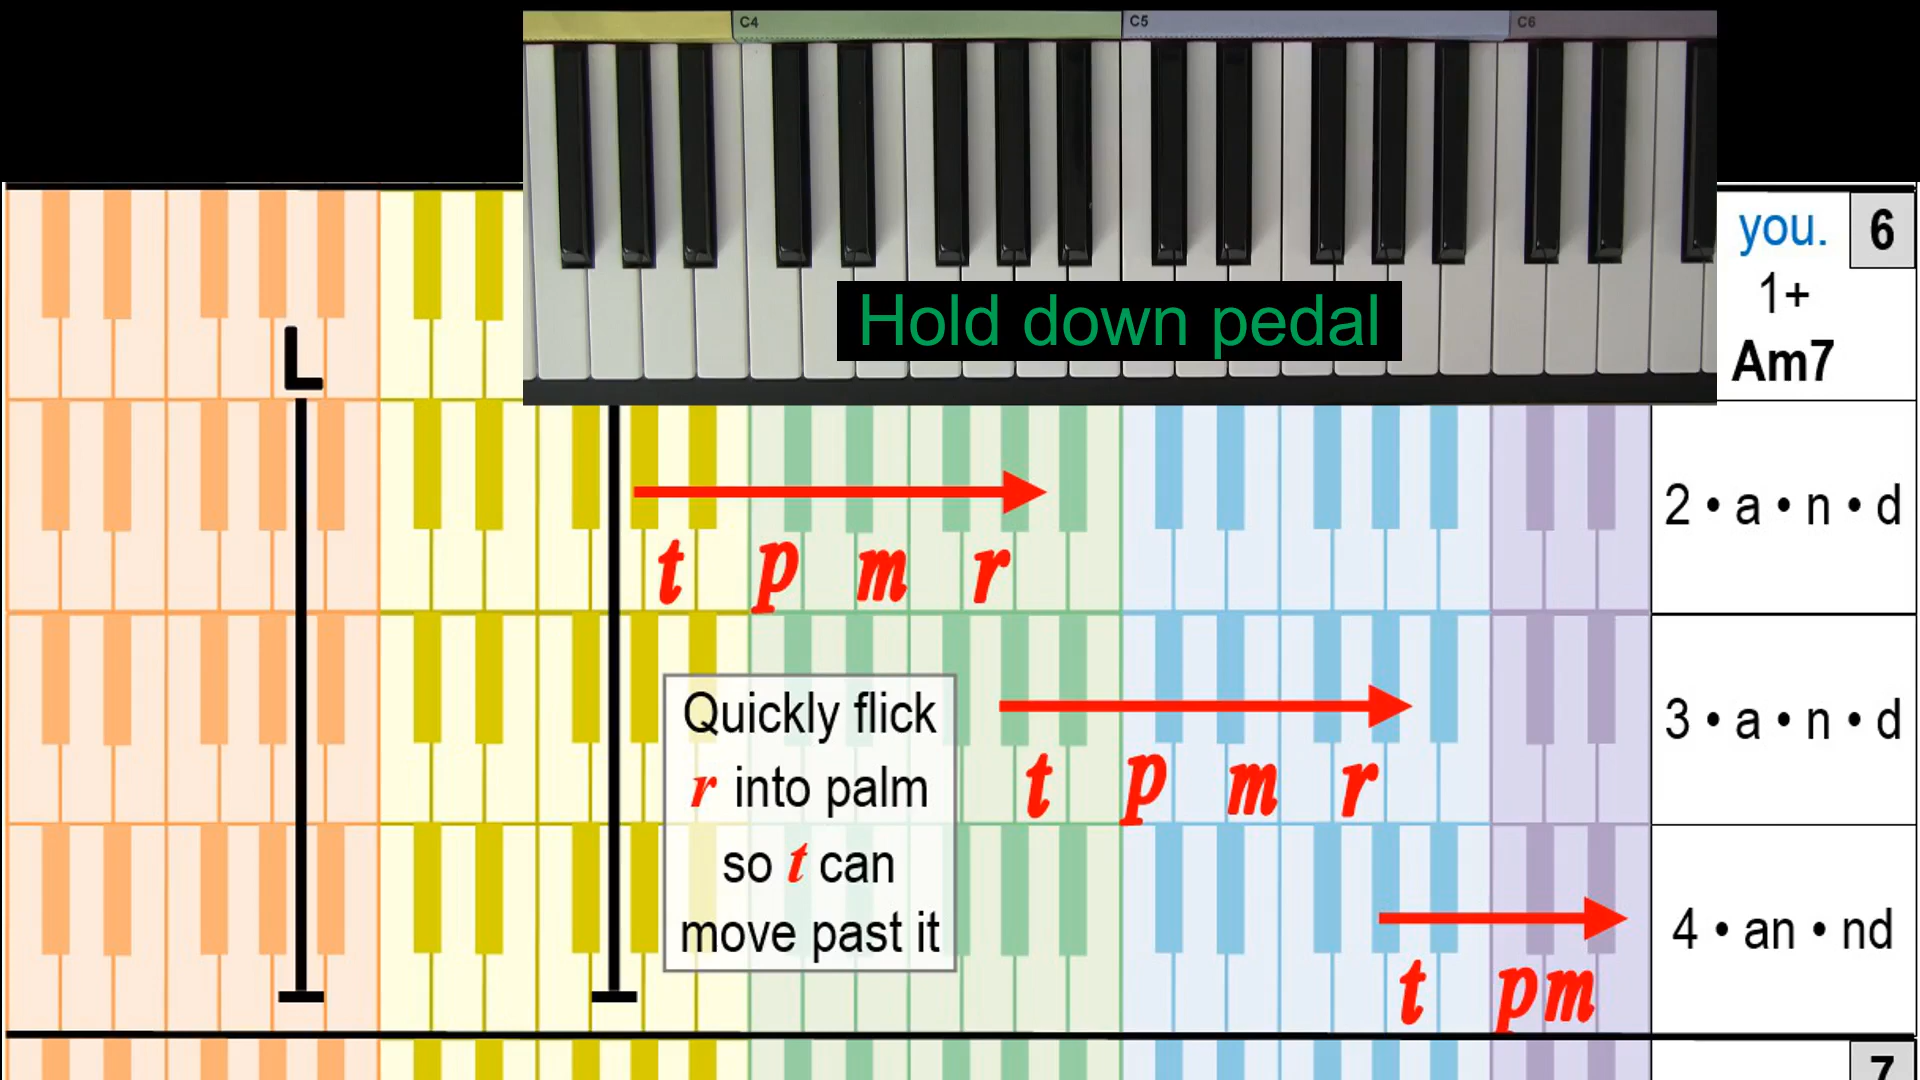 C4 C5 C6
Hold down pedal
you. 6
1+
Am7
L
t p m r
2 • a • n • d
Quickly flick
r into palm
so t can
move past it
t p m r
3 • a • n • d
t pm
4 • an • nd
7